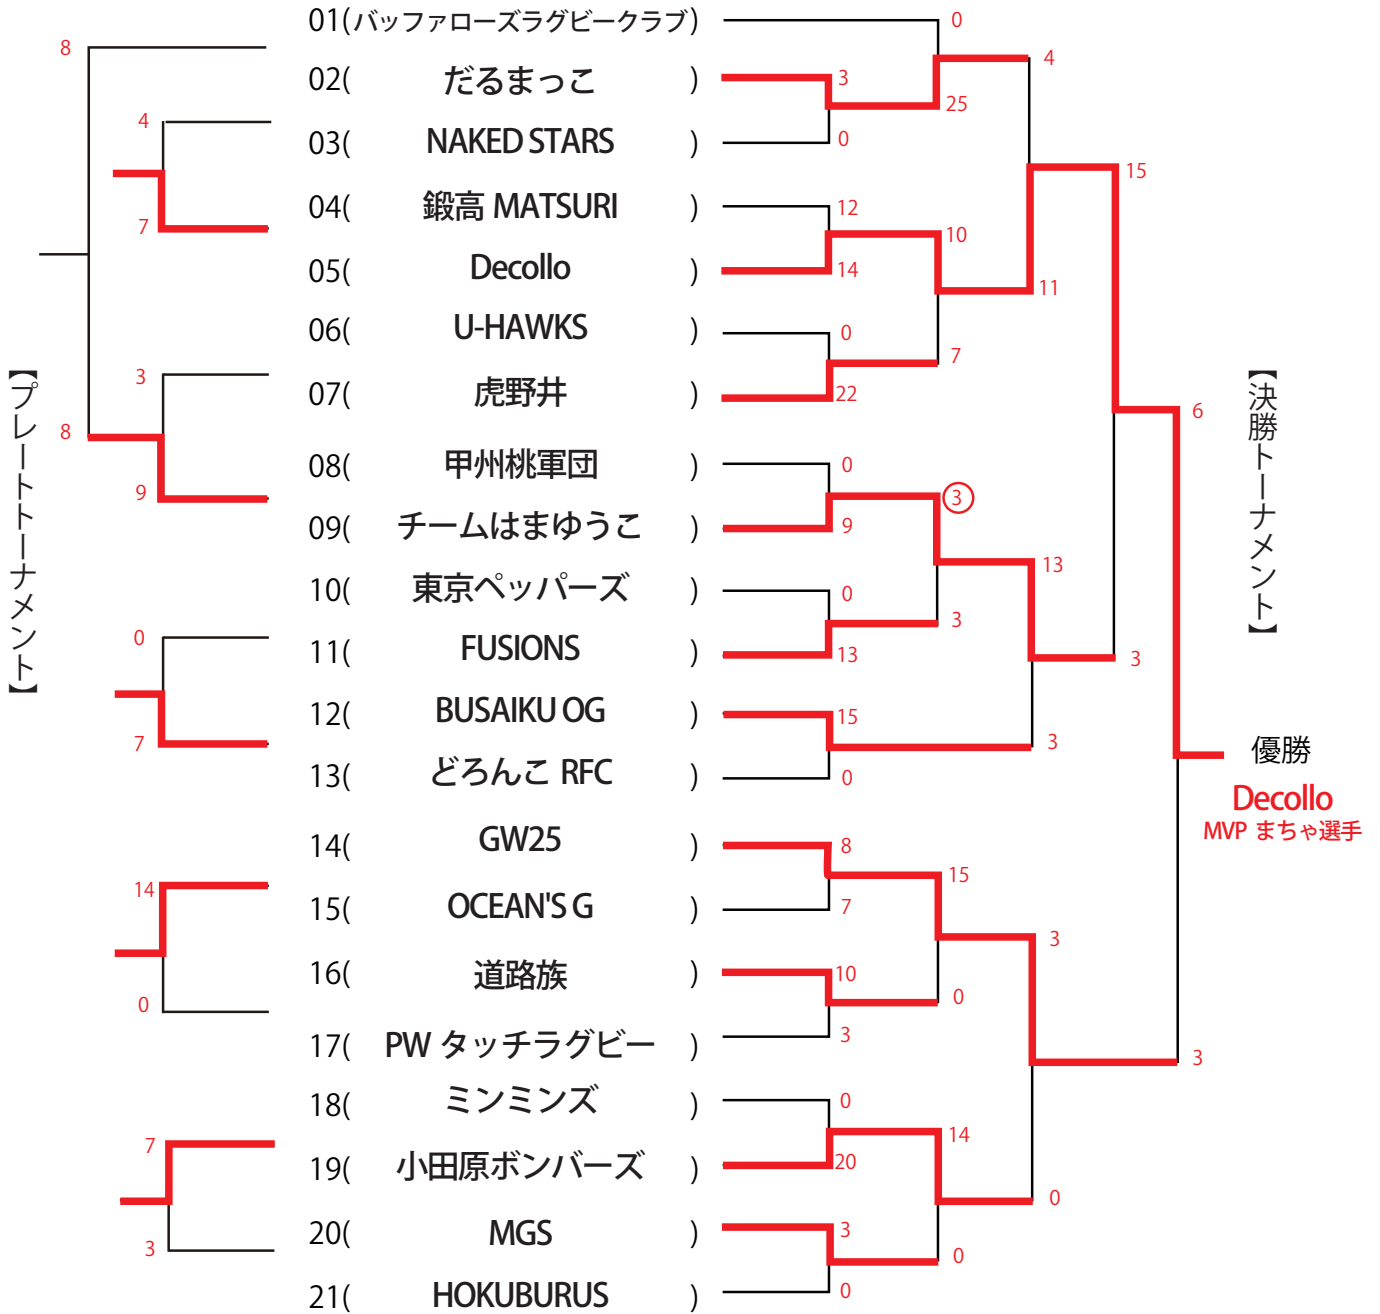 【プレートトーナメント】
8
4
7
3
8
9
0
7
14
0
7
3
01(バッファローズラグビークラブ)
02( だるまっこ )
03( NAKED STARS )
04( 鍛高 MATSURI )
05( Decollo )
06( U-HAWKS )
07( 虎野井 )
08( 甲州桃軍団 )
09( チームはまゆうこ )
10( 東京ペッパーズ )
11( FUSIONS )
12( BUSAIKU OG )
13( どろんこ RFC )
14( GW25 )
15( OCEAN'S G )
16( 道路族 )
17( PW タッチラグビー )
18( ミンミンズ )
19( 小田原ボンバーズ )
20( MGS )
21( HOKUBURUS )
3
0
12
14
0
22
0
9
0
13
15
0
8
7
10
3
0
20
3
0
0
25
10
7
3
3
15
0
14
0
4
11
13
3
3
0
15
3
6
3
【決勝トーナメント】
優勝
Decollo
MVP まちゃ選手